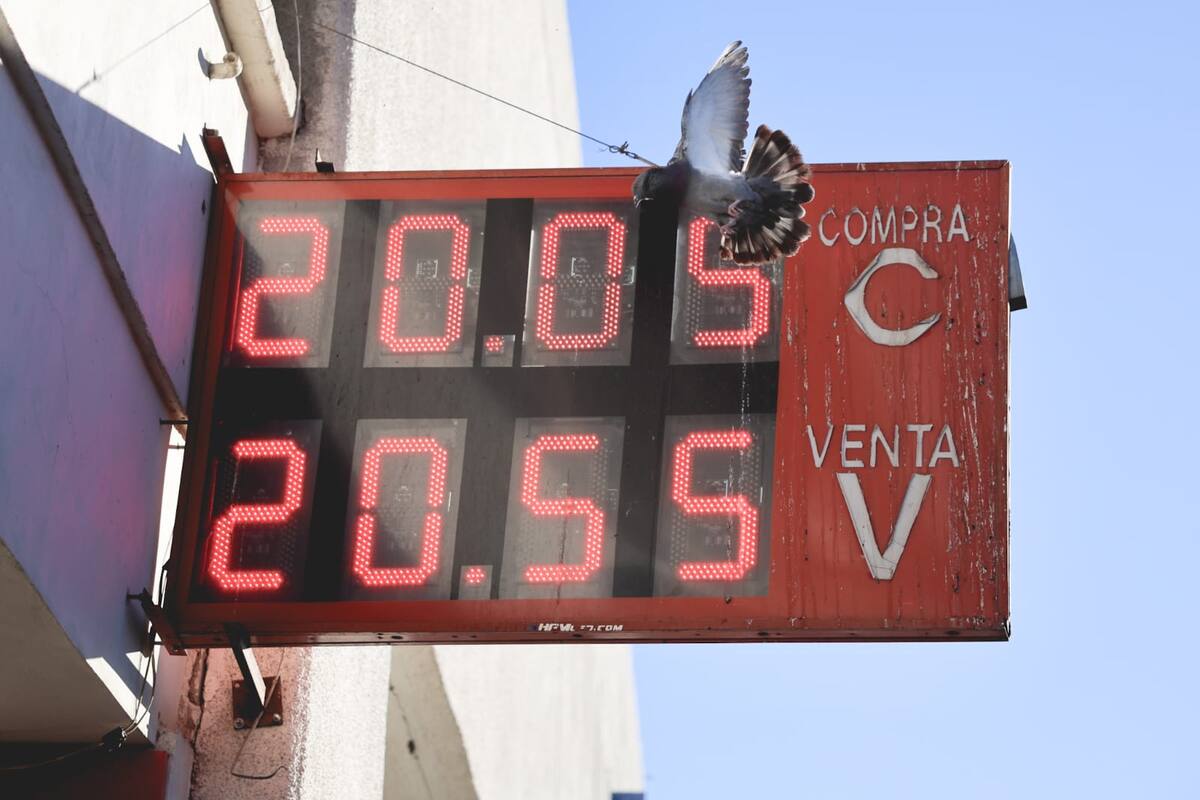 20.05 COMPRA
C
20.55 VENTA
V